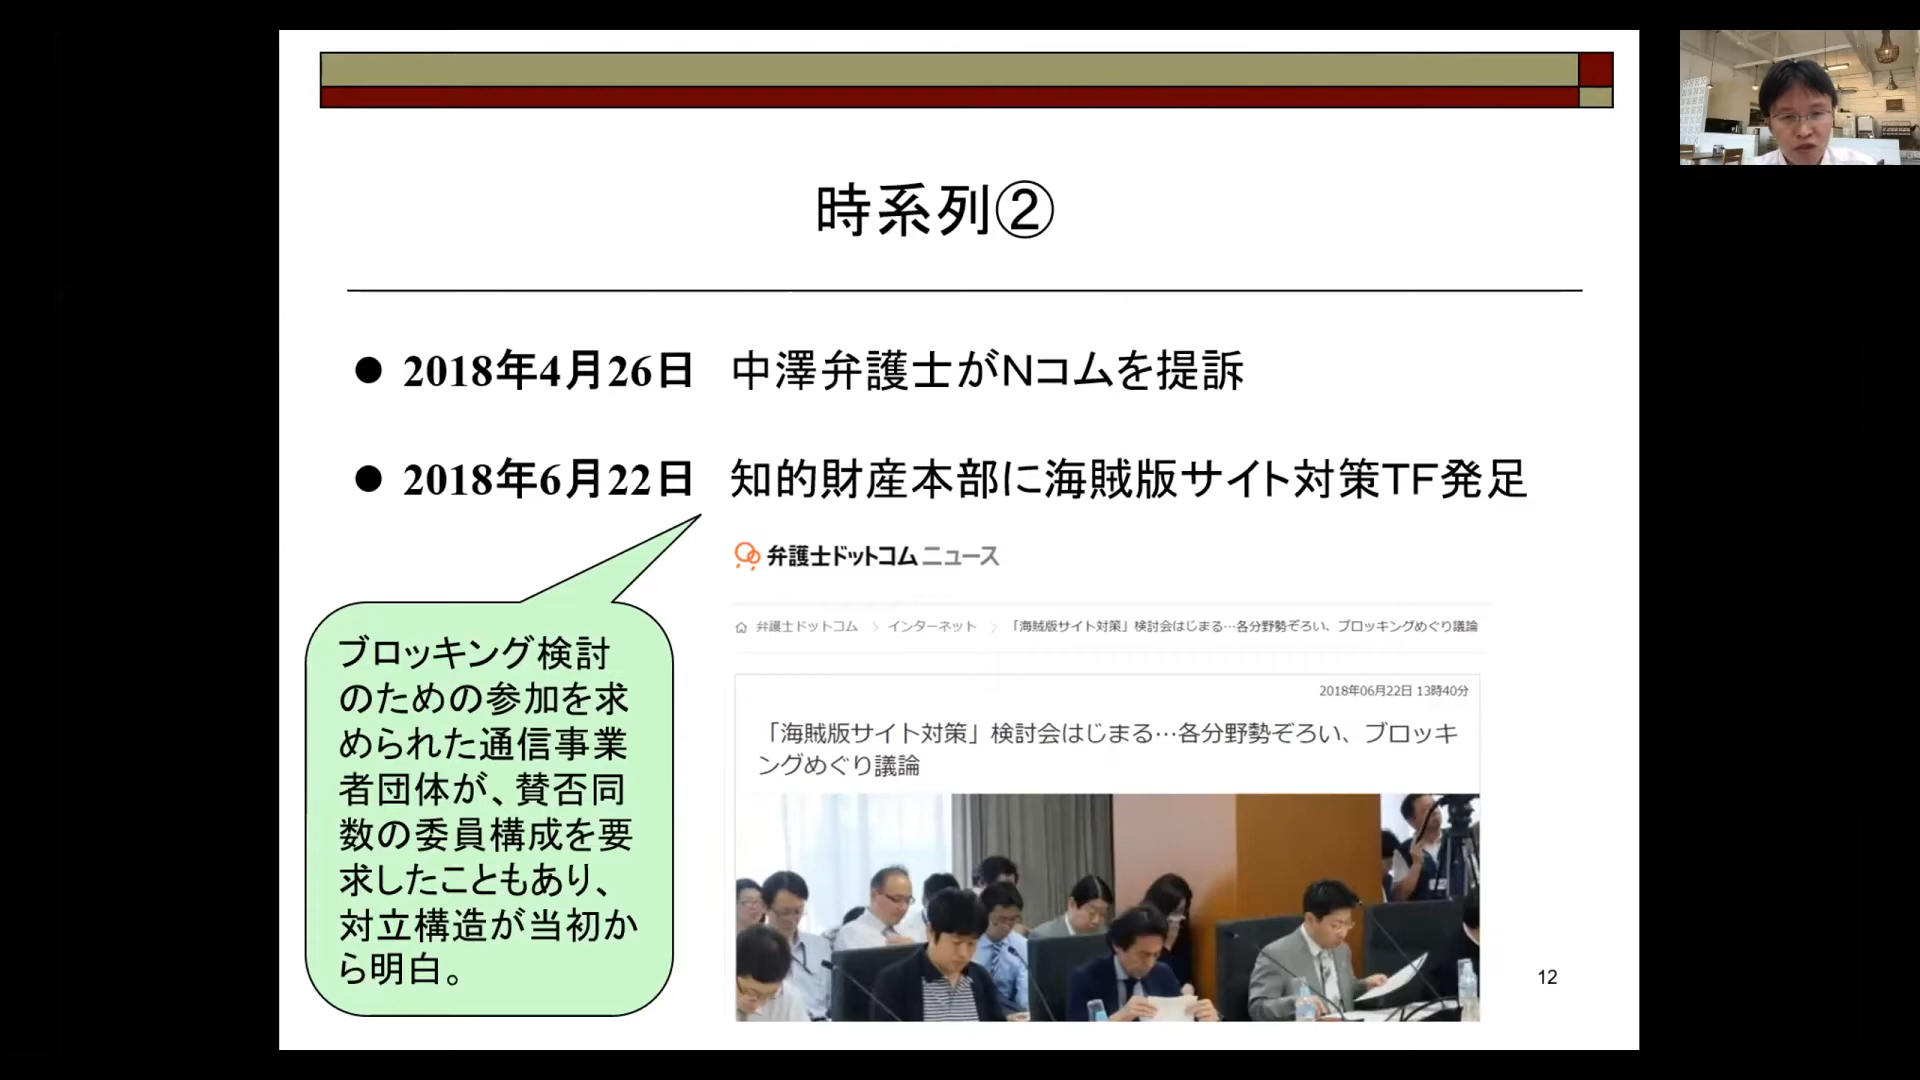 時系列②
● 2018年4月26日 中澤弁護士がNコムを提訴
● 2018年6月22日 知的財産本部に海賊版サイト対策TF発足
弁護士ドットコムニュース
弁護士ドットコム > インターネット > 「海賊版サイト対策」検討会はじまる…各分野勢ぞろい、ブロッキングめぐり議論
2018年06月22日 13時40分
「海賊版サイト対策」検討会はじまる…各分野勢ぞろい、ブロッキ
ングめぐり議論
ブロッキング検討
のための参加を求
められた通信事業
者団体が、賛否同
数の委員構成を要
求したこともあり、
対立構造が当初か
ら明白。
12